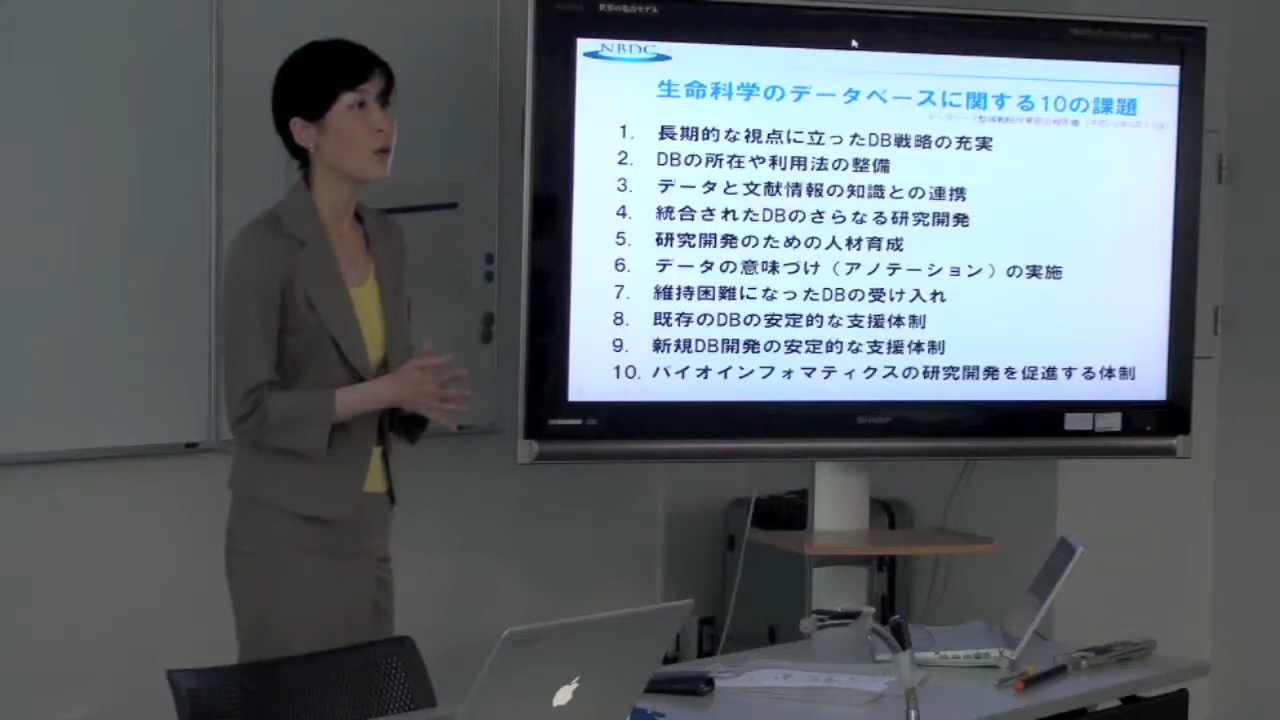 NBDC
生命科学のデータベースに関する10の課題
1. 長期的な視点に立ったDB戦略の充実
2. DBの所在や利用法の整備
3. データと文献情報の知識との連携
4. 統合されたDBのさらなる研究開発
5. 研究開発のための人材育成
6. データの意味づけ（アノテーション）の実施
7. 維持困難になったDBの受け入れ
8. 既存のDBの安定的な支援体制
9. 新規DB開発の安定的な支援体制
10. バイオインフォマティクスの研究開発を促進する体制
SHARP